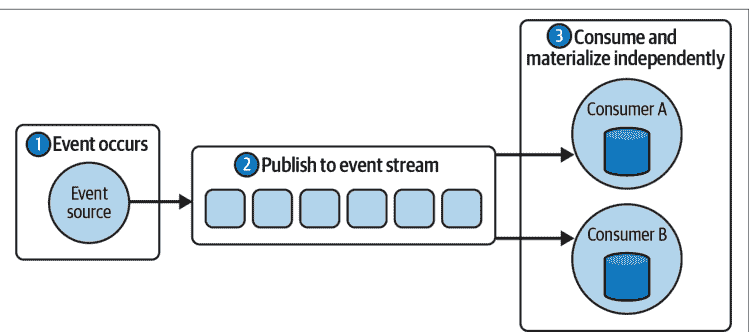 1 Event occurs
Event
source
2 Publish to event stream
3 Consume and
materialize independently
Consumer A
Consumer B